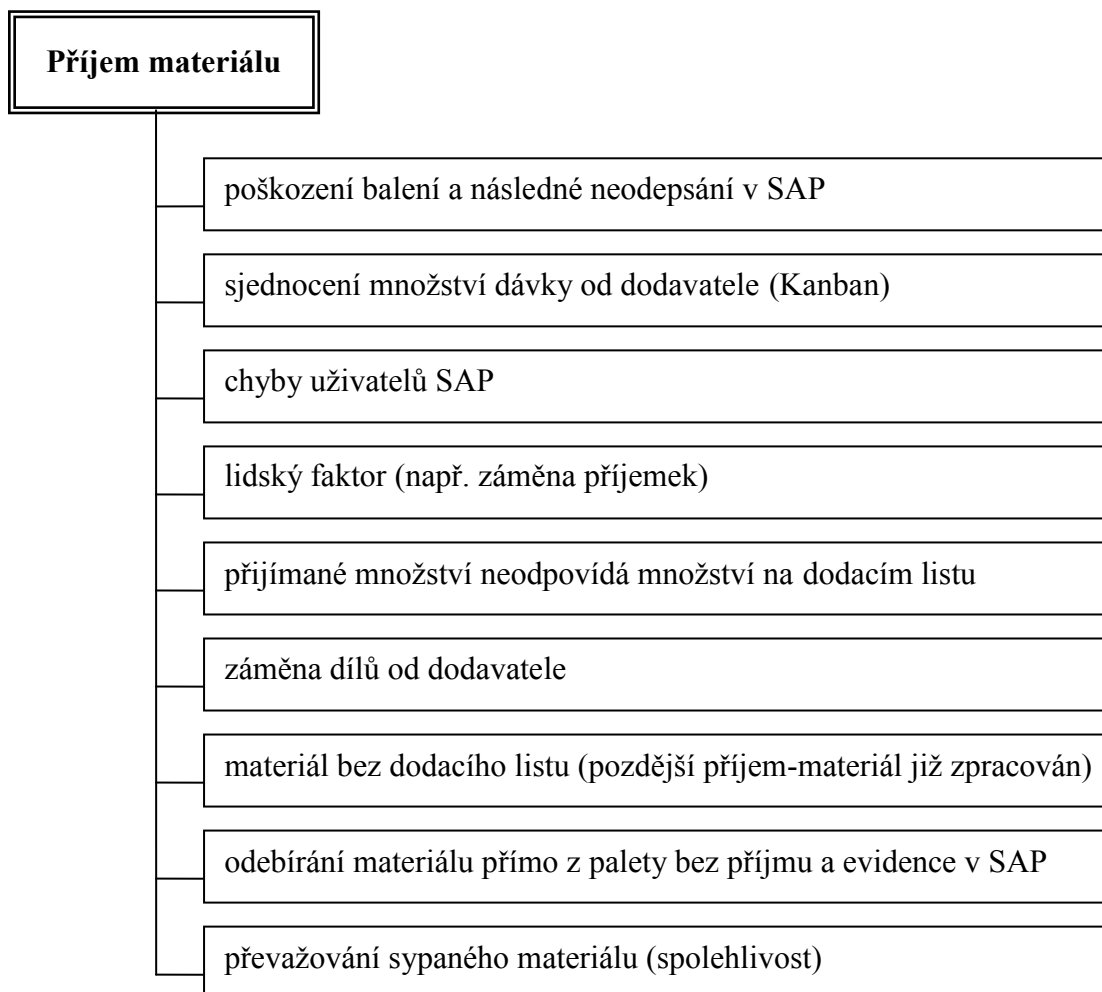 Příjem materiálu
poškození balení a následné neodepsání v SAP
sjednocení množství dávky od dodavatele (Kanban)
chyby uživatelů SAP
lidský faktor (např. záměna příjemek)
přijímané množství neodpovídá množství na dodacím listu
záměna dílů od dodavatele
materiál bez dodacího listu (pozdější příjem-materiál již zpracován)
odebírání materiálu přímo z palety bez příjmu a evidence v SAP
převažování sypaného materiálu (spolehlivost)